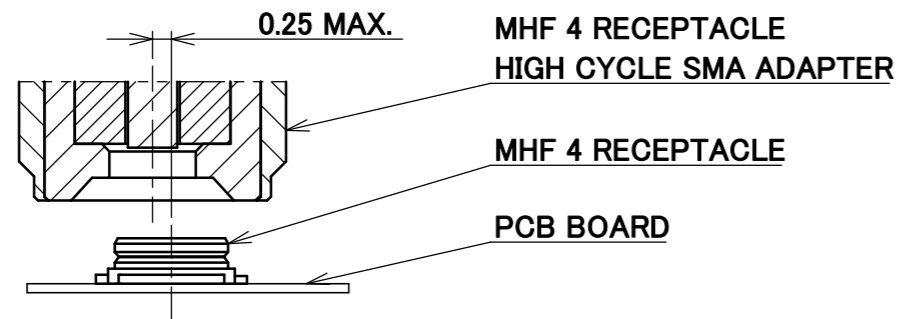 0.25 MAX.
MHF 4 RECEPTACLE
HIGH CYCLE SMA ADAPTER
MHF 4 RECEPTACLE
PCB BOARD